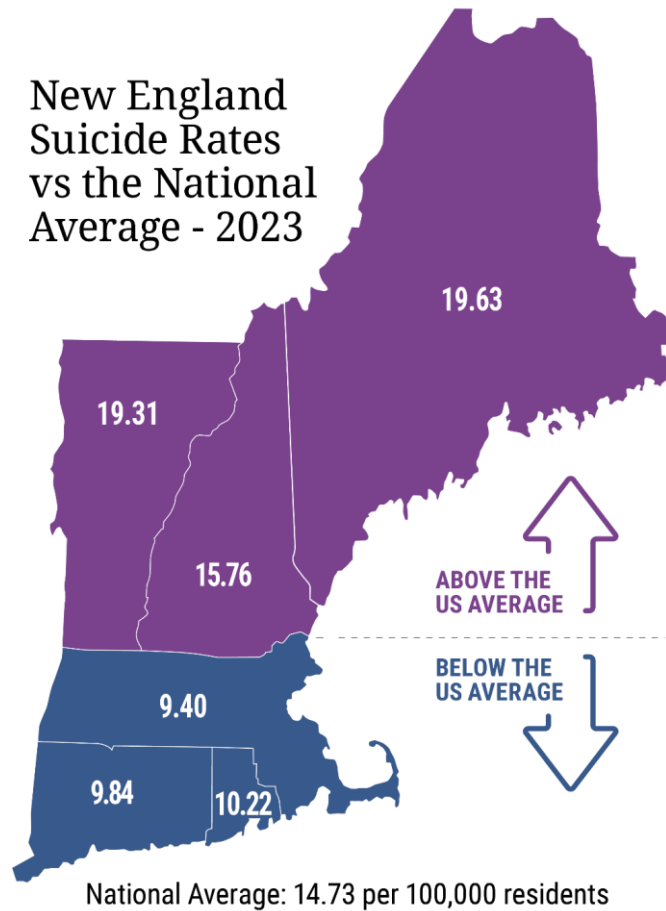 New England
Suicide Rates
vs the National
Average - 2023
19.63
19.31
15.76
ABOVE THE
US AVERAGE
BELOW THE
US AVERAGE
9.40
9.84
10.22
National Average: 14.73 per 100,000 residents